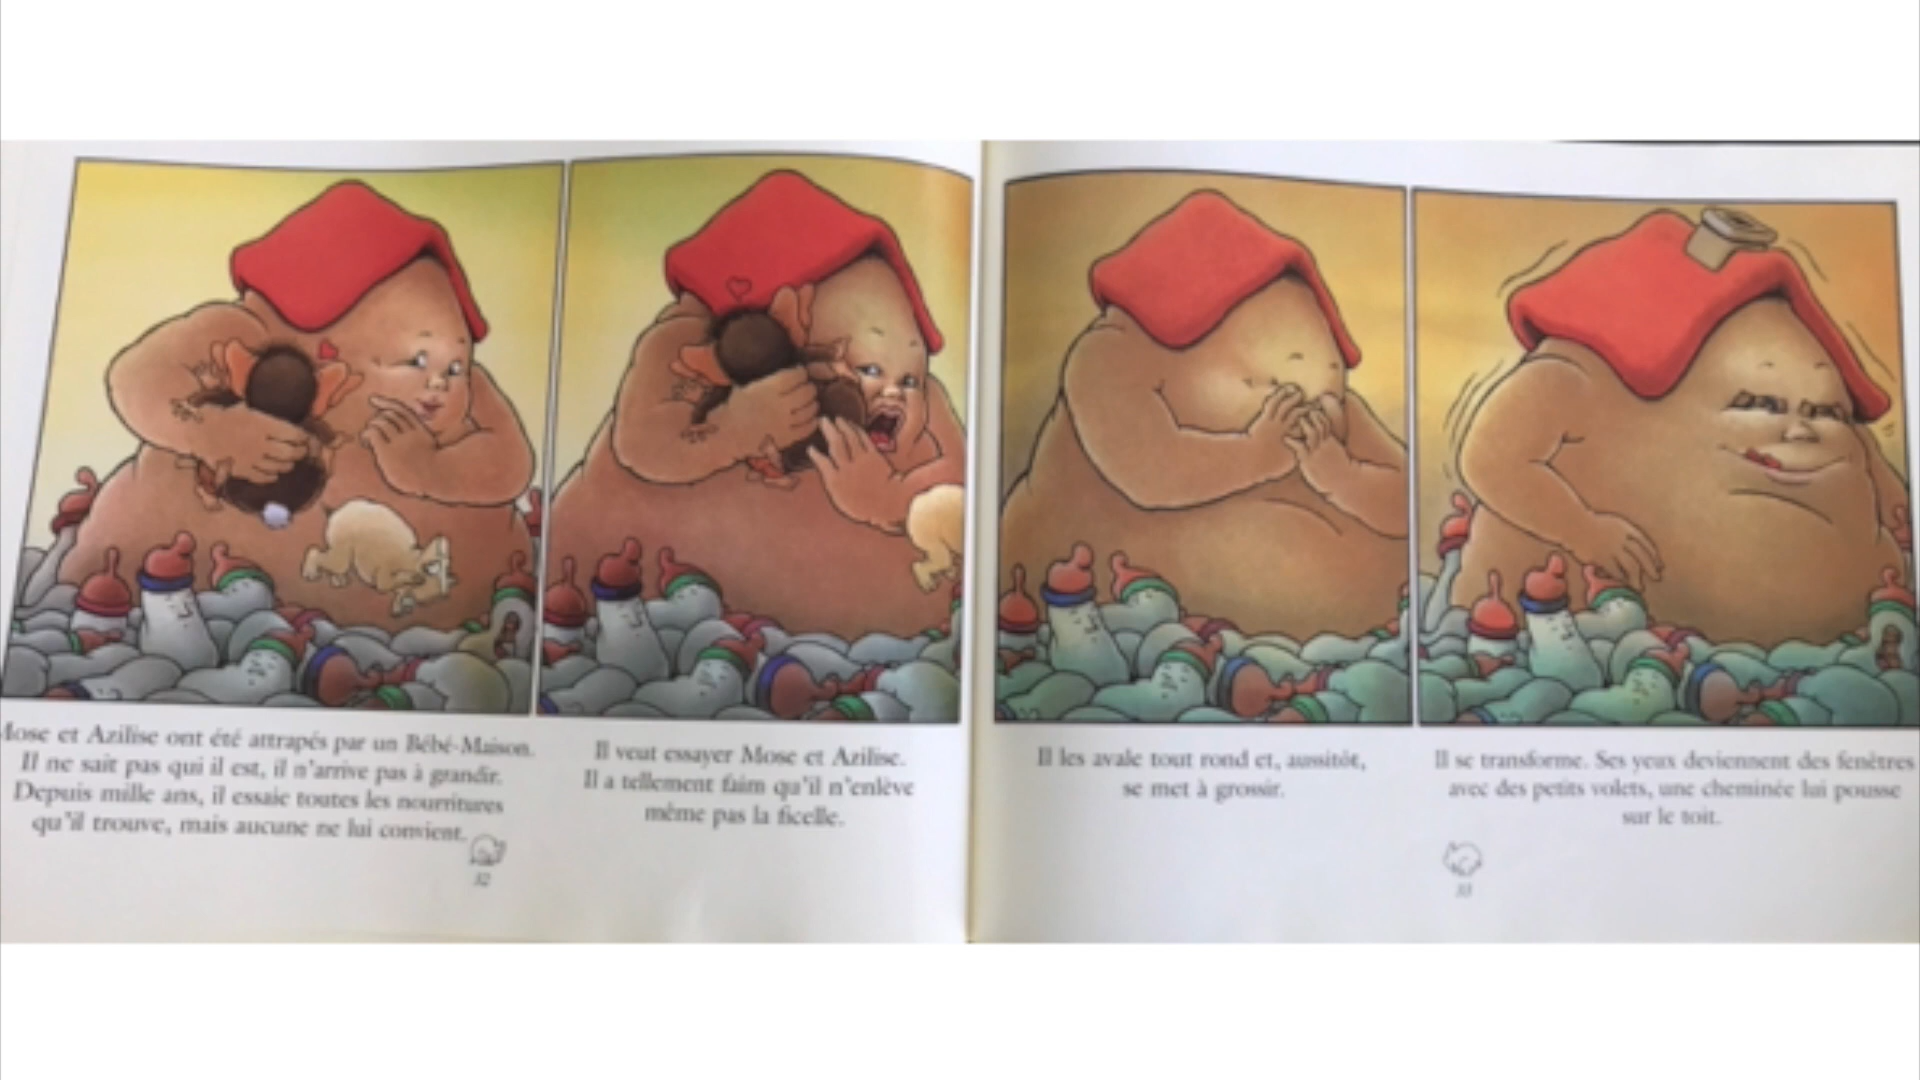 Mose et Azilise ont été attrapés par un Bébé-Maison.
Il ne sait pas qui il est, il n'arrive pas à grandir.
Depuis mille ans, il essaie toutes les nourritures
qu'il trouve, mais aucune ne lui convient.
32
Il veut essayer Mose et Azilise.
Il a tellement faim qu'il n'enlève
même pas la ficelle.
Il les avale tout rond et, aussitôt,
se met à grossir.
Il se transforme. Ses yeux deviennent des fenêtres
avec des petits volets, une cheminée lui pousse
sur le toit.
33